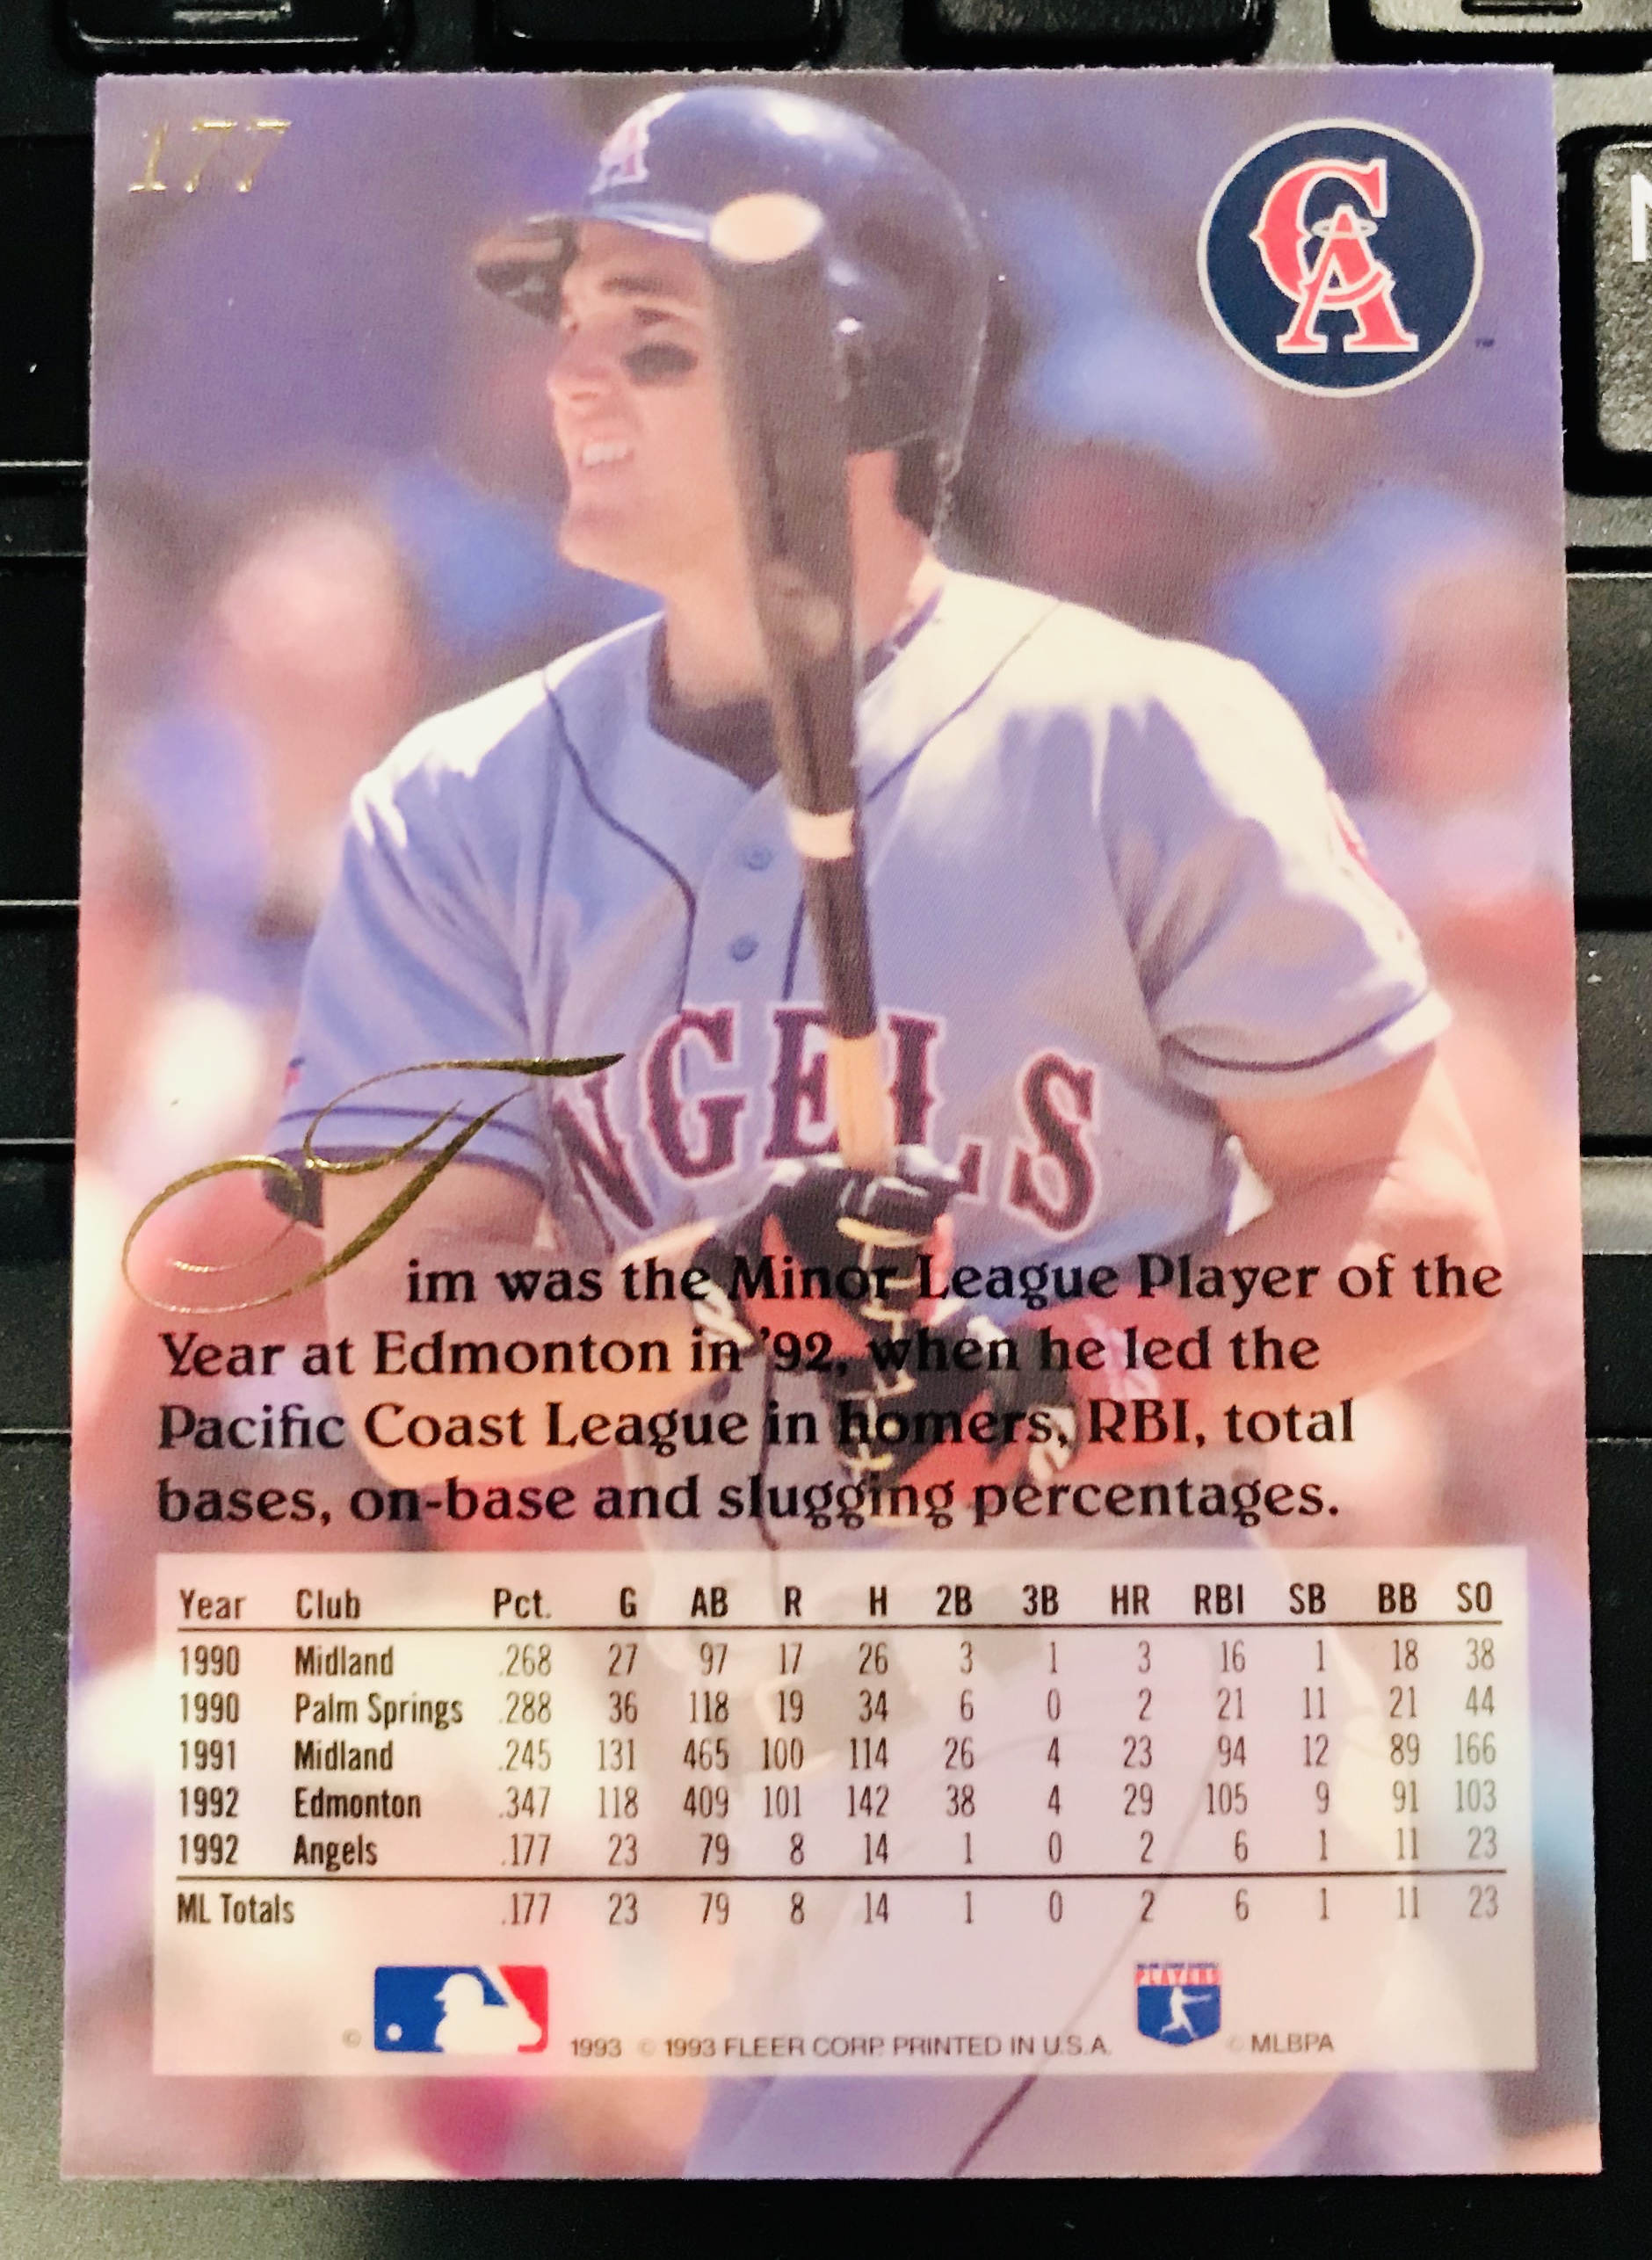 177
CA
™
A
ANGELS
Tim was the Minor League Player of the
Year at Edmonton in '92, when he led the
Pacific Coast League in homers, RBI, total
bases, on-base and slugging percentages.
Year Club Pct. G AB R H 2B 3B HR RBI SB BB SO
1990 Midland .268 27 97 17 26 3 1 3 16 1 18 38
1990 Palm Springs .288 36 118 19 34 6 0 2 21 11 21 44
1991 Midland .245 131 465 100 114 26 4 23 94 12 89 166
1992 Edmonton .347 118 409 101 142 38 4 29 105 9 91 103
1992 Angels .177 23 79 8 14 1 0 2 6 1 11 23
ML Totals .177 23 79 8 14 1 0 2 6 1 11 23
MAJOR LEAGUE BASEBALL
PLAYERS
© 1993 © 1993 FLEER CORP. PRINTED IN U.S.A. © MLBPA
N